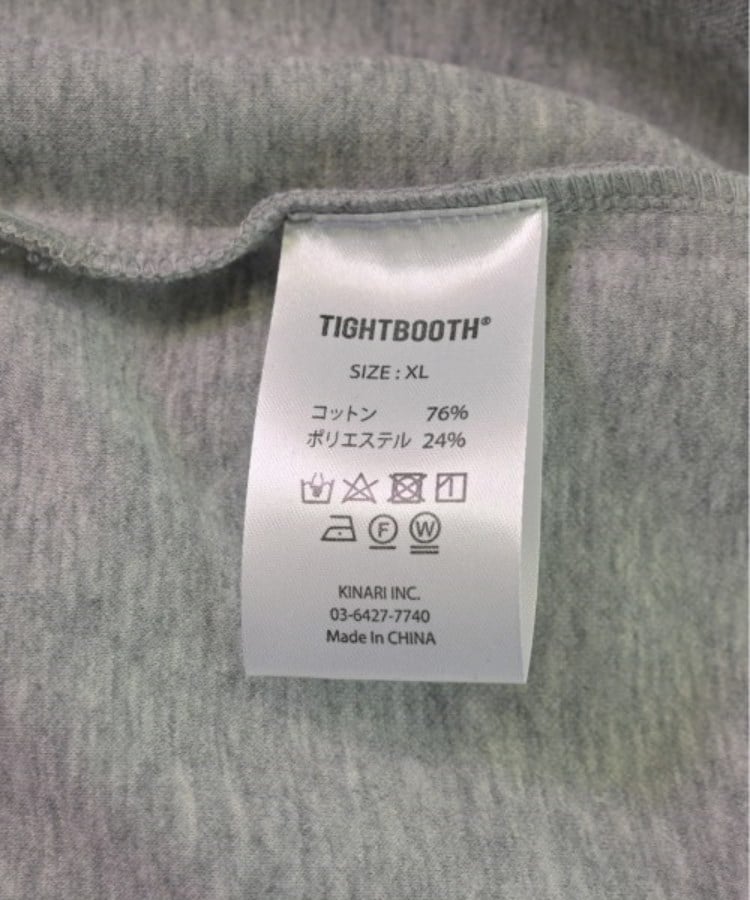 TIGHTBOOTH®
SIZE : XL
コットン 76%
ポリエステル 24%
F W
KINARI INC.
03-6427-7740
Made In CHINA